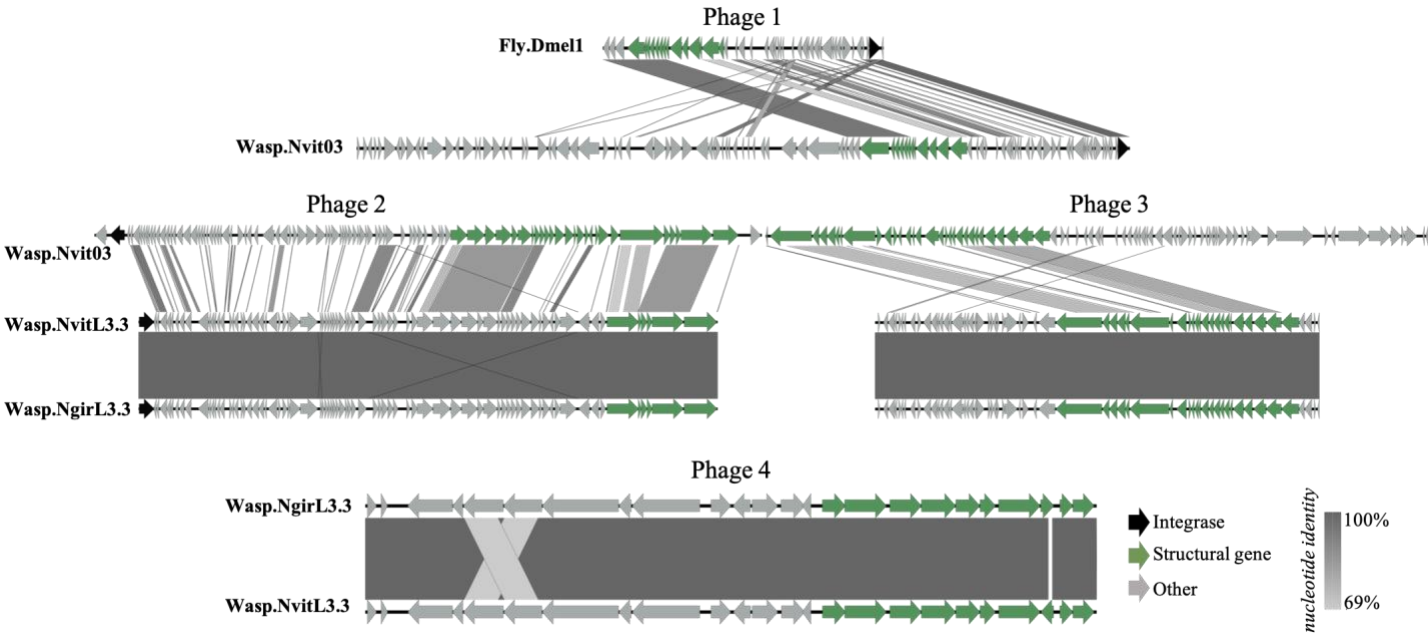 Phage 1
Fly.Dmel1
Wasp.Nvit03
Phage 2
Phage 3
Wasp.Nvit03
Wasp.NvitL3.3
Wasp.NgirL3.3
Phage 4
Wasp.NgirL3.3
Wasp.NvitL3.3
Integrase
Structural gene
Other
nucleotide identity
100%
69%